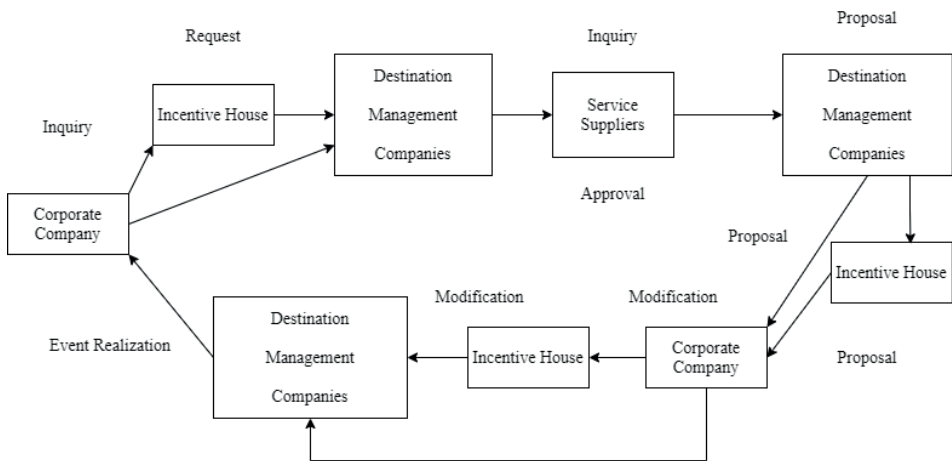 Proposal
Request
Inquiry
Destination
Management
Companies
Service
Suppliers
Destination
Management
Companies
Incentive House
Inquiry
Approval
Corporate
Company
Proposal
Incentive House
Modification
Modification
Destination
Management
Companies
Event Realization
Incentive House
Corporate
Company
Proposal